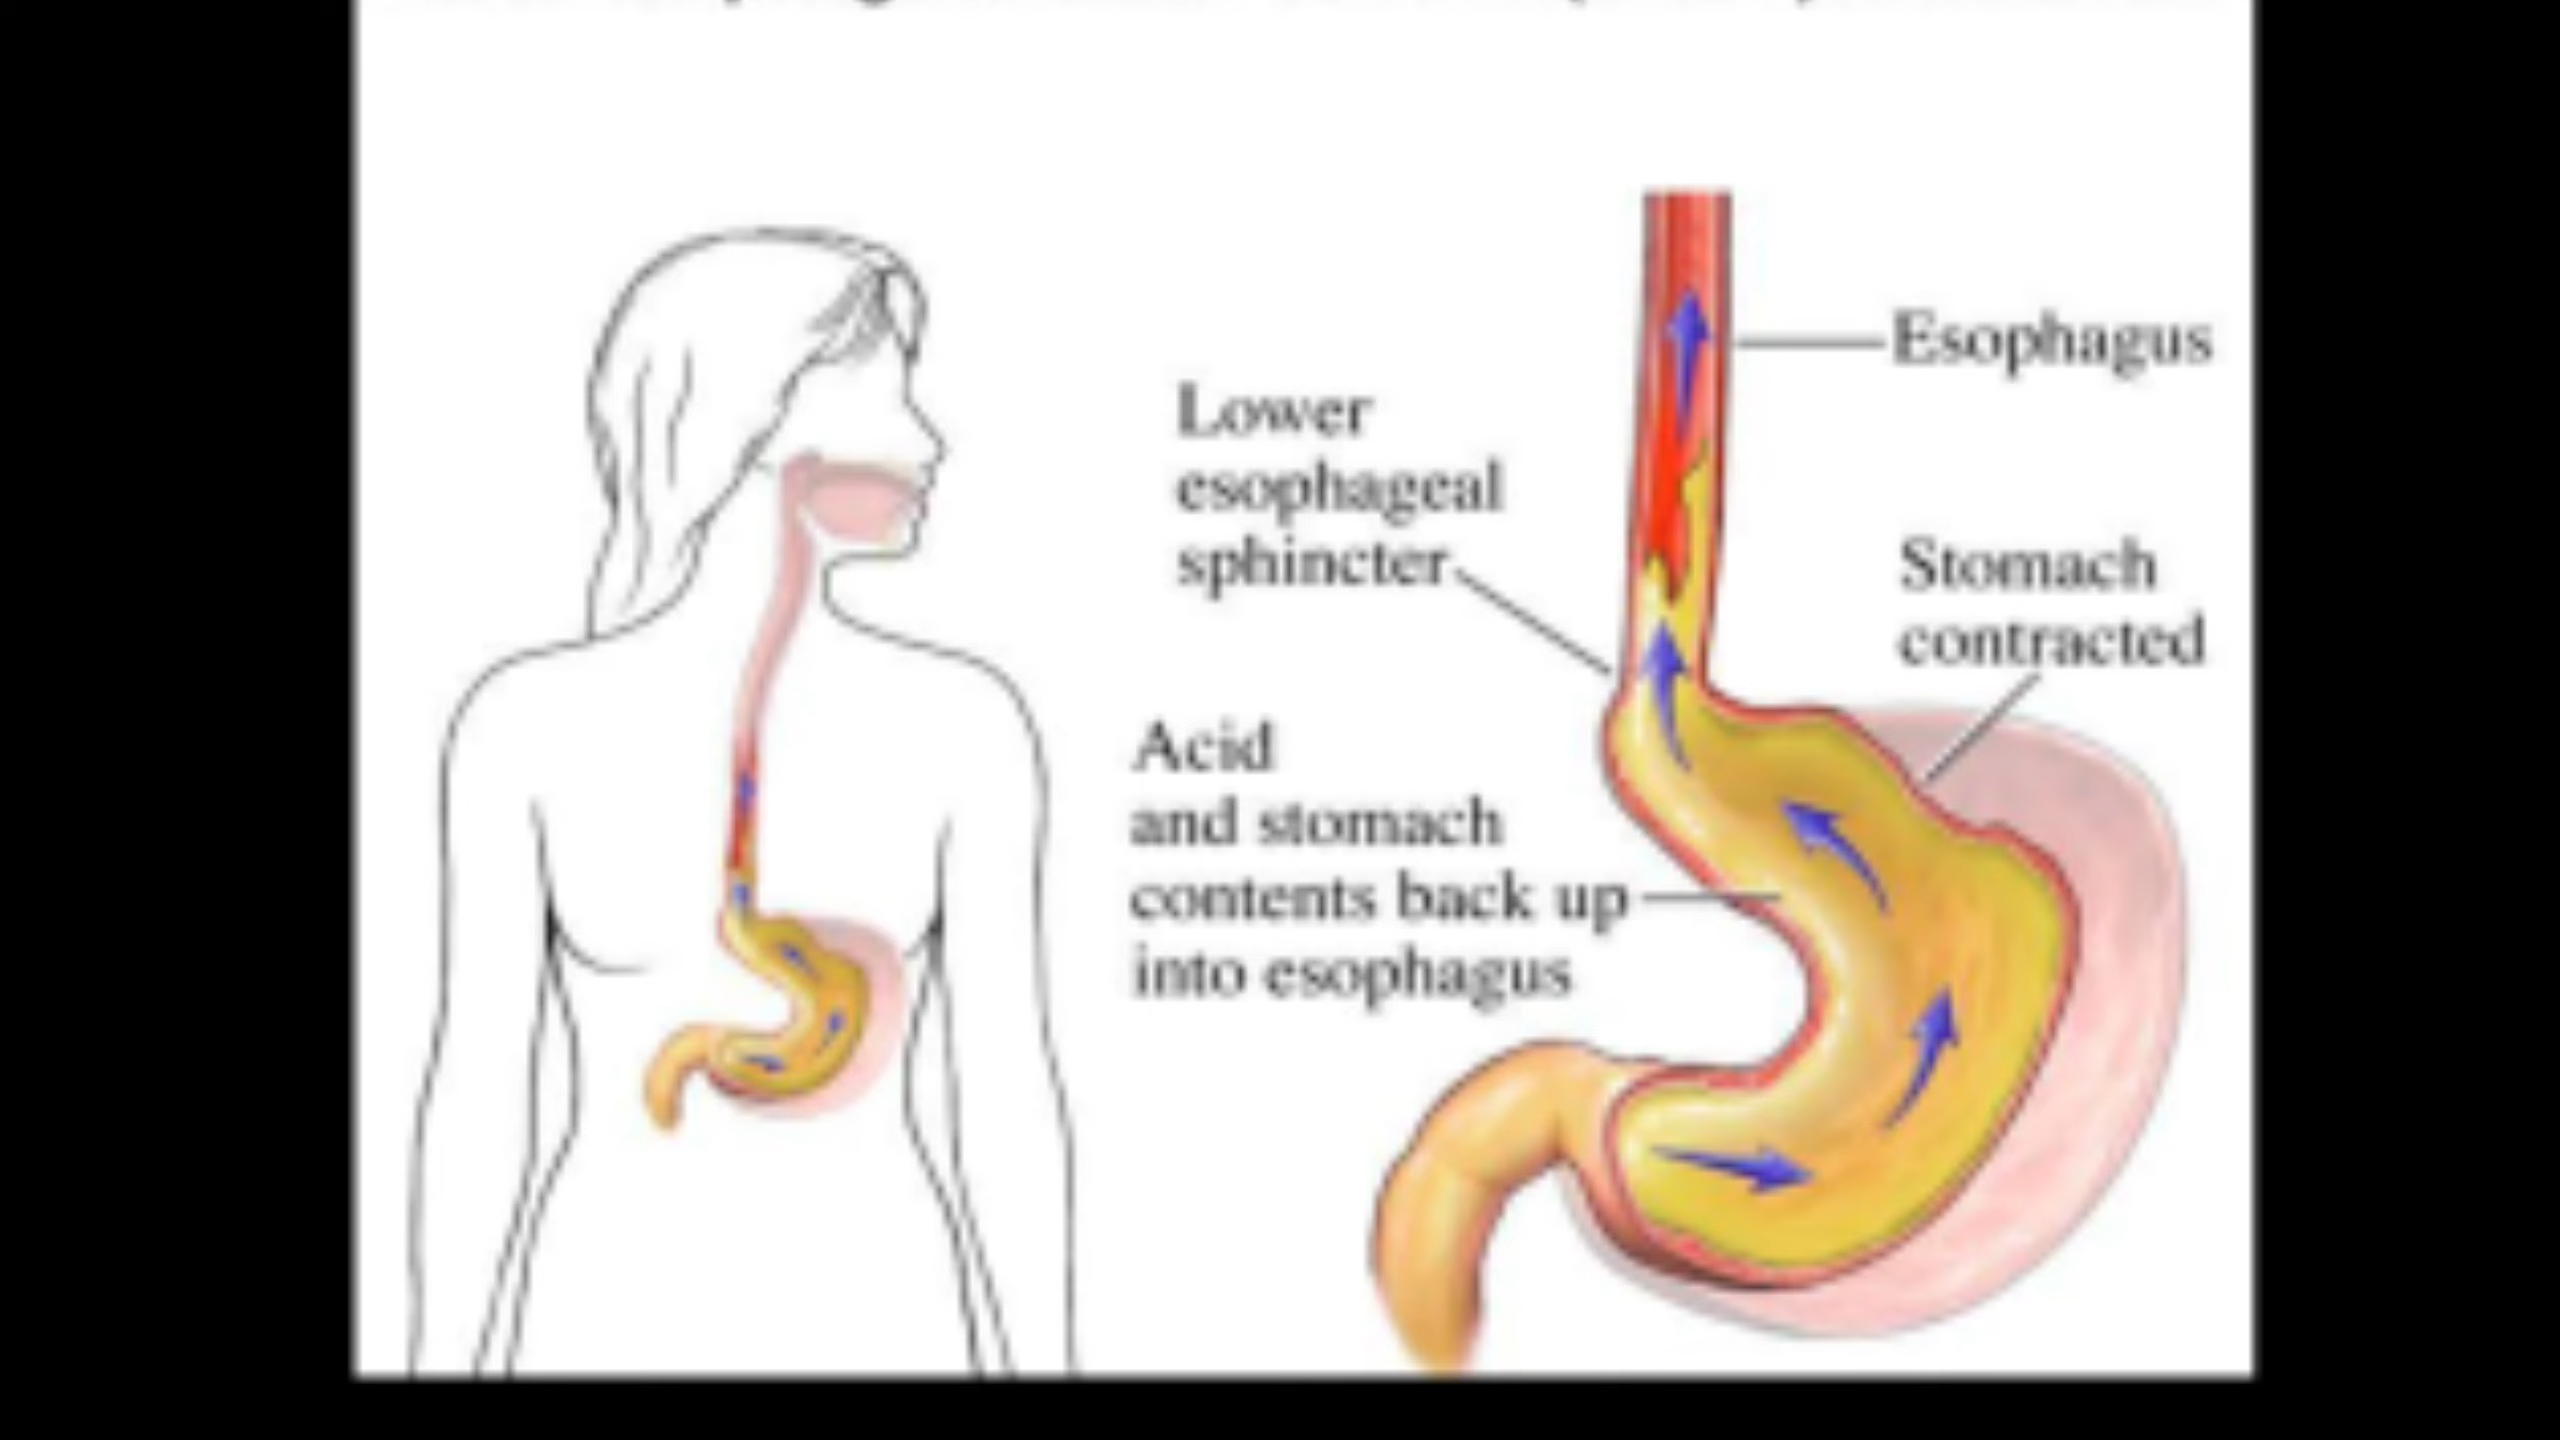 Esophagus
Lower
esophageal
sphincter
Stomach
contracted
Acid
and stomach
contents back up
into esophagus